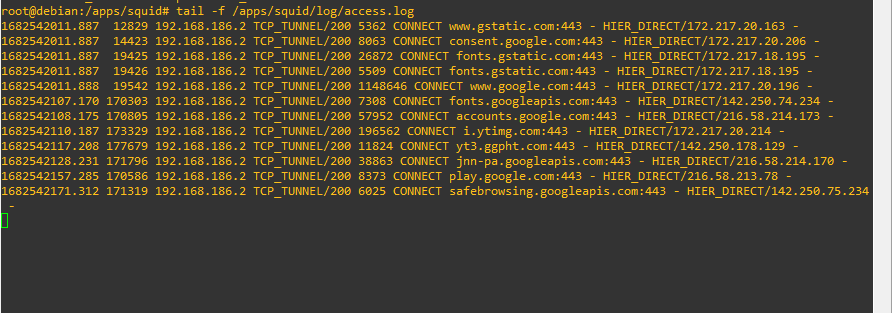 root@debian:/apps/squid# tail -f /apps/squid/log/access.log
1682542011.887  12829 192.168.186.2 TCP_TUNNEL/200 5362 CONNECT www.gstatic.com:443 - HIER_DIRECT/172.217.20.163 -
1682542011.887  14423 192.168.186.2 TCP_TUNNEL/200 8063 CONNECT consent.google.com:443 - HIER_DIRECT/172.217.20.206 -
1682542011.887  19425 192.168.186.2 TCP_TUNNEL/200 26872 CONNECT fonts.gstatic.com:443 - HIER_DIRECT/172.217.18.195 -
1682542011.887  19426 192.168.186.2 TCP_TUNNEL/200 5509 CONNECT fonts.gstatic.com:443 - HIER_DIRECT/172.217.18.195 -
1682542011.888  19542 192.168.186.2 TCP_TUNNEL/200 1148646 CONNECT www.google.com:443 - HIER_DIRECT/172.217.20.196 -
1682542107.170 170303 192.168.186.2 TCP_TUNNEL/200 7308 CONNECT fonts.googleapis.com:443 - HIER_DIRECT/142.250.74.234 -
1682542108.175 170805 192.168.186.2 TCP_TUNNEL/200 57952 CONNECT accounts.google.com:443 - HIER_DIRECT/216.58.214.173 -
1682542110.187 173329 192.168.186.2 TCP_TUNNEL/200 196562 CONNECT i.ytimg.com:443 - HIER_DIRECT/172.217.20.214 -
1682542117.208 177679 192.168.186.2 TCP_TUNNEL/200 11824 CONNECT yt3.ggpht.com:443 - HIER_DIRECT/142.250.178.129 -
1682542128.231 171796 192.168.186.2 TCP_TUNNEL/200 38863 CONNECT jnn-pa.googleapis.com:443 - HIER_DIRECT/216.58.214.170 -
1682542157.285 170586 192.168.186.2 TCP_TUNNEL/200 8373 CONNECT play.google.com:443 - HIER_DIRECT/216.58.213.78 -
1682542171.312 171319 192.168.186.2 TCP_TUNNEL/200 6025 CONNECT safebrowsing.googleapis.com:443 - HIER_DIRECT/142.250.75.234
 -